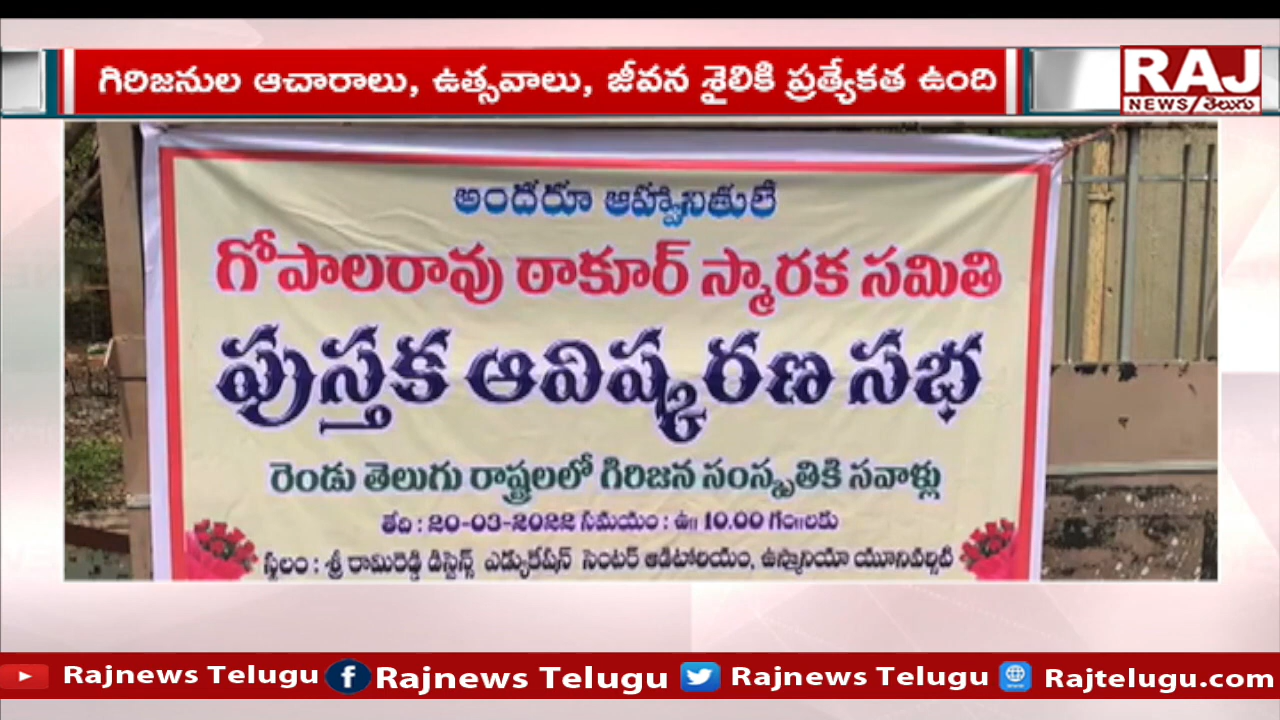 గిరిజనుల ఆచారాలు, ఉత్సవాలు, జీవన శైలికి ప్రత్యేకత ఉంది
RAJ
NEWS తెలుగు
అందరూ ఆహ్వానితులే
గోపాలరావు ఠాకూర్ స్మారక సమితి
పుస్తక ఆవిష్కరణ సభ
రెండు తెలుగు రాష్ట్రలలో గిరిజన సంస్కృతికి సవాళ్లు
తేది : 20-03-2022 సమయం : ఉ॥ 10.00 గం॥లకు
స్థలం : శ్రీ రామిరెడ్డి డిస్టెన్స్ ఎడ్యుకేషన్ సెంటర్ ఆడిటోరియం, ఉస్మానియా యూనివర్సిటీ
Rajnews Telugu Rajnews Telugu Rajnews Telugu Rajtelugu.com